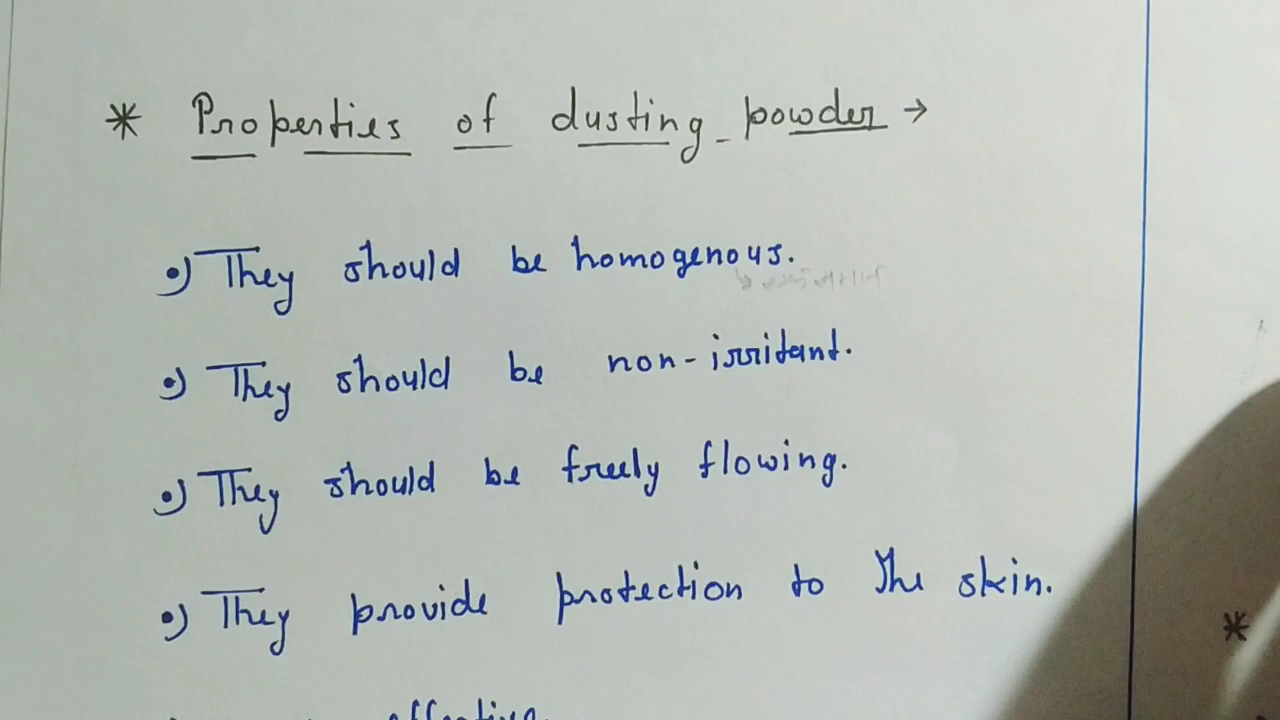 * Properties of dusting powder →
•) They should be homogenous.
•) They should be non-irritant.
•) They should be freely flowing.
•) They provide protection to the skin.
effective
*